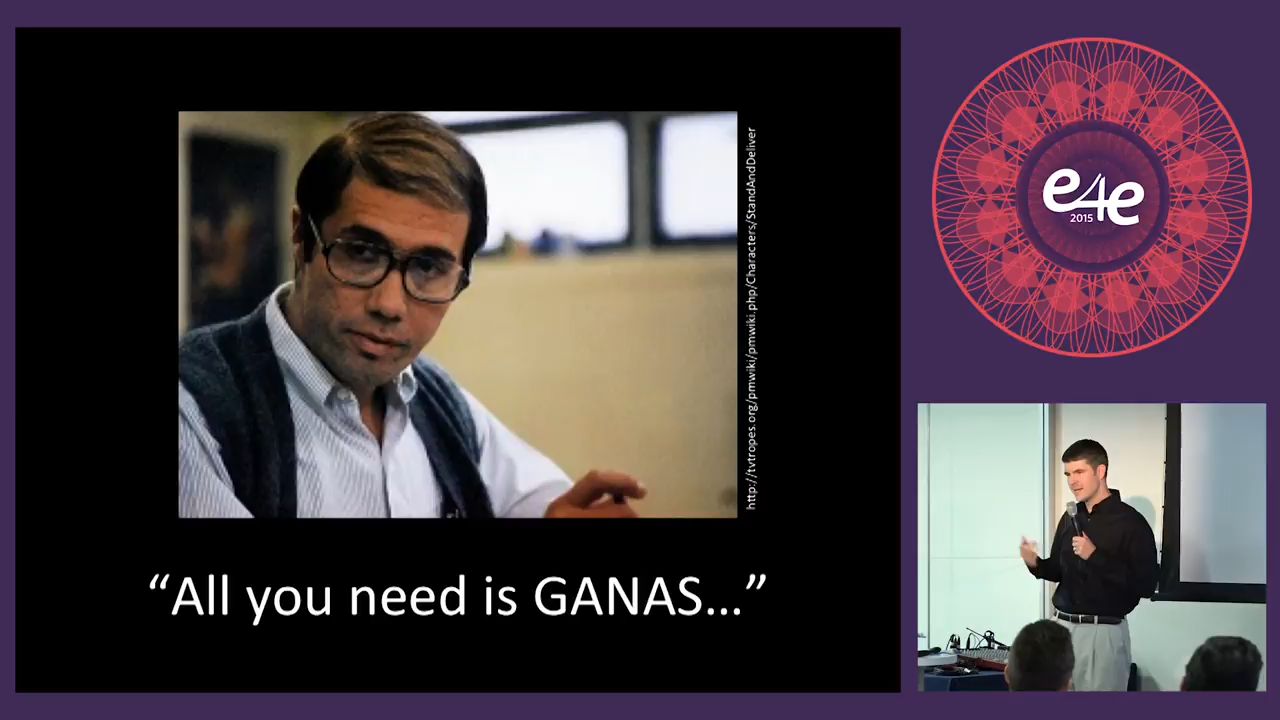 http://tvtropes.org/pmwiki/pmwiki.php/Characters/StandAndDeliver
“All you need is GANAS...”
e4e
2015